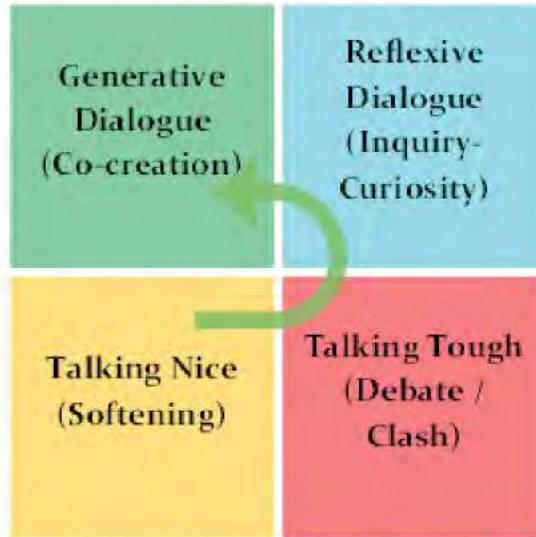 Generative
Dialogue
(Co-creation)
Reflexive
Dialogue
(Inquiry-
Curiosity)
Talking Nice
(Softening)
Talking Tough
(Debate /
Clash)